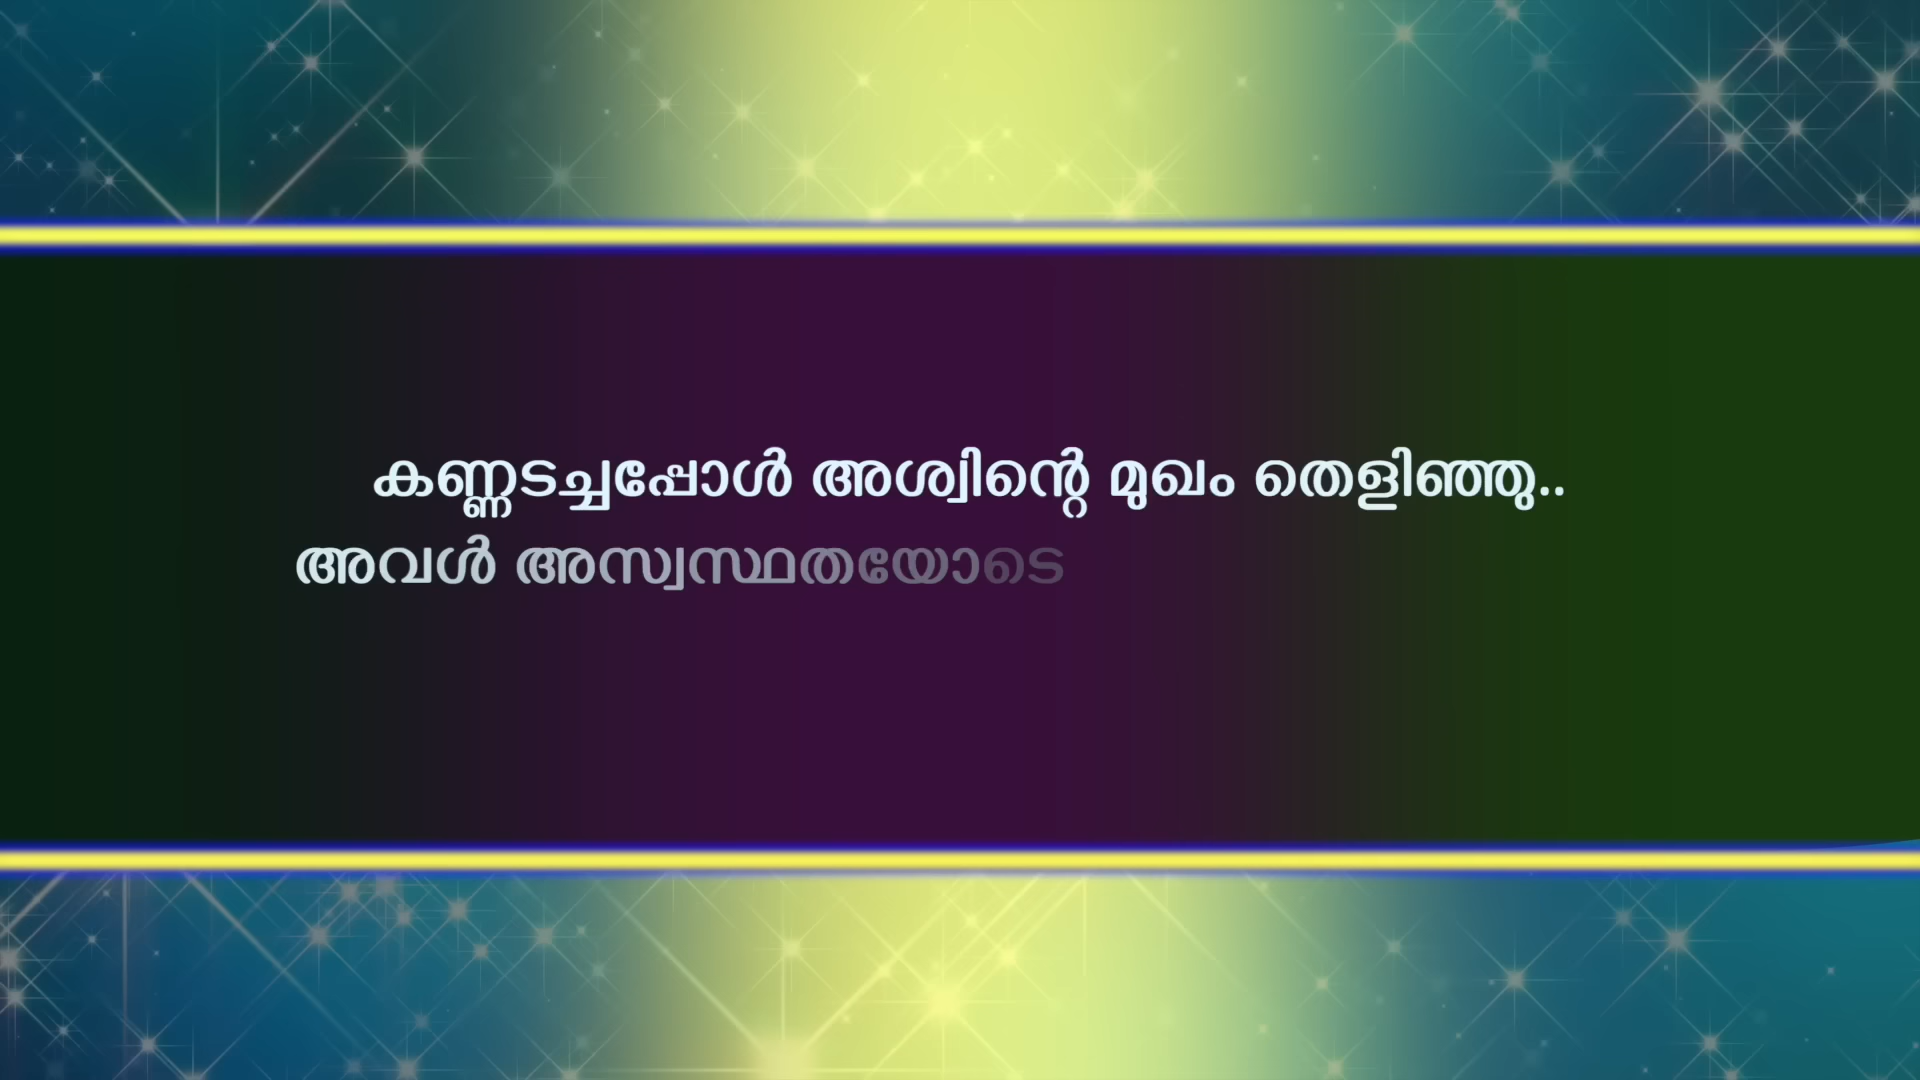 കണ്ണടച്ചപ്പോൾ അശ്വിന്റെ മുഖം തെളിഞ്ഞു..
അവൾ അസ്വസ്ഥതയോടെ